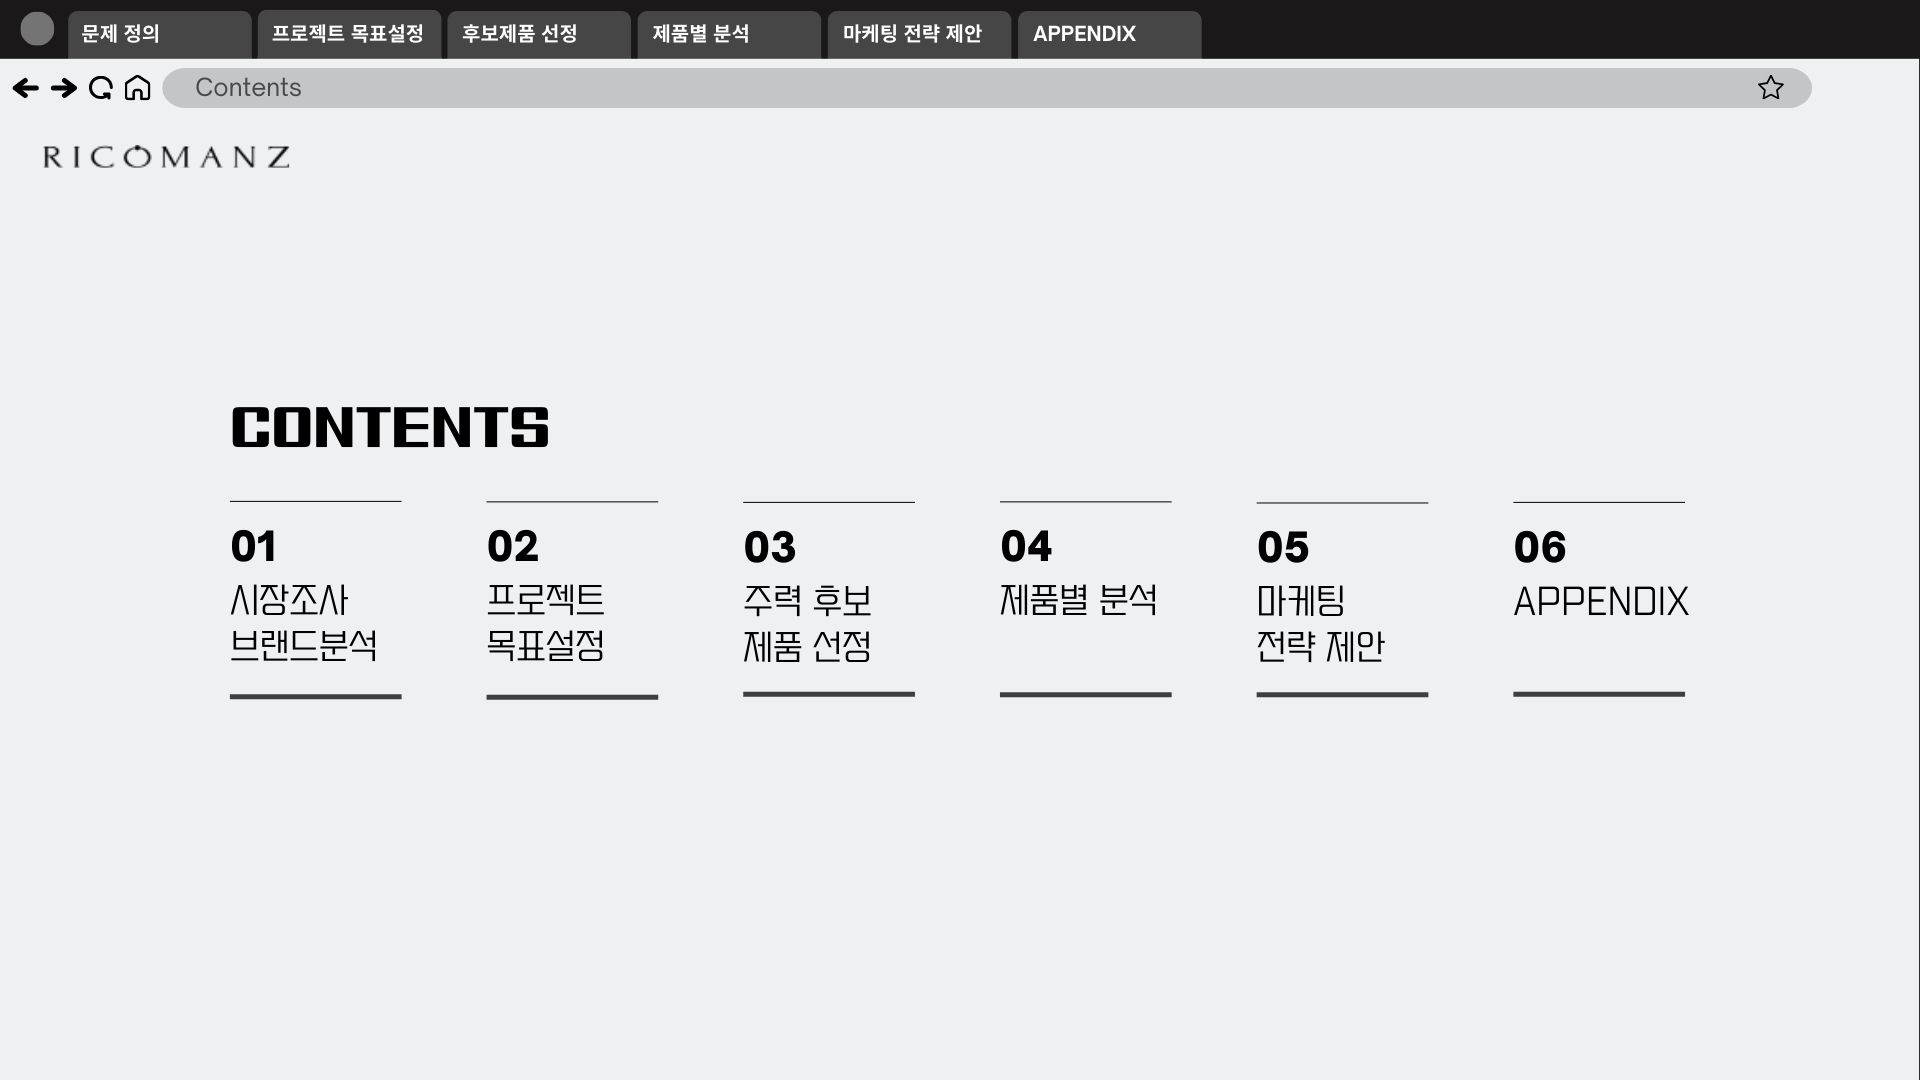 문제 정의
프로젝트 목표설정
후보제품 선정
제품별 분석
마케팅 전략 제안
APPENDIX
Contents
RICOMANZ
CONTENTS
01
시장조사
브랜드분석
02
프로젝트
목표설정
03
주력 후보
제품 선정
04
제품별 분석
05
마케팅
전략 제안
06
APPENDIX